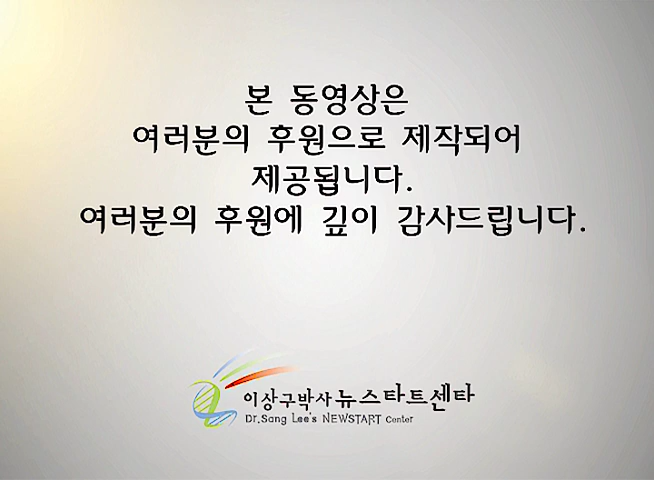 본 동영상은
여러분의 후원으로 제작되어
제공됩니다.
여러분의 후원에 깊이 감사드립니다.
이상구박사 뉴스타트센타
Dr.Sang Lee's NEWSTART Center